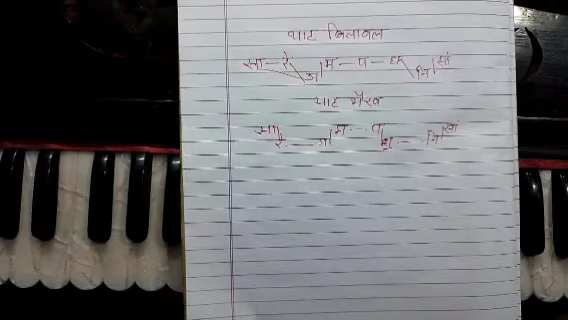 थाट बिलावल
सा - रे ग म - प - ध नि सां
थाट भैरव
सा रे - - ग म - - प ध - - नि सां